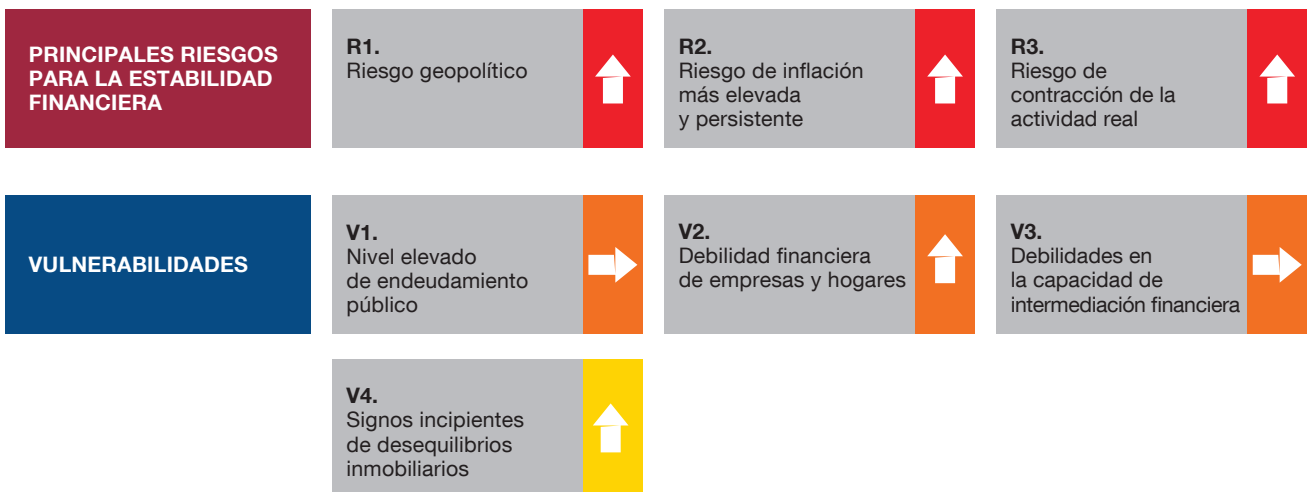 PRINCIPALES RIESGOS
PARA LA ESTABILIDAD
FINANCIERA
R1.
Riesgo geopolítico
R2.
Riesgo de inflación
más elevada
y persistente
R3.
Riesgo de
contracción de la
actividad real
VULNERABILIDADES
V1.
Nivel elevado
de endeudamiento
público
V2.
Debilidad financiera
de empresas y hogares
V3.
Debilidades en
la capacidad de
intermediación financiera
V4.
Signos incipientes
de desequilibrios
inmobiliarios